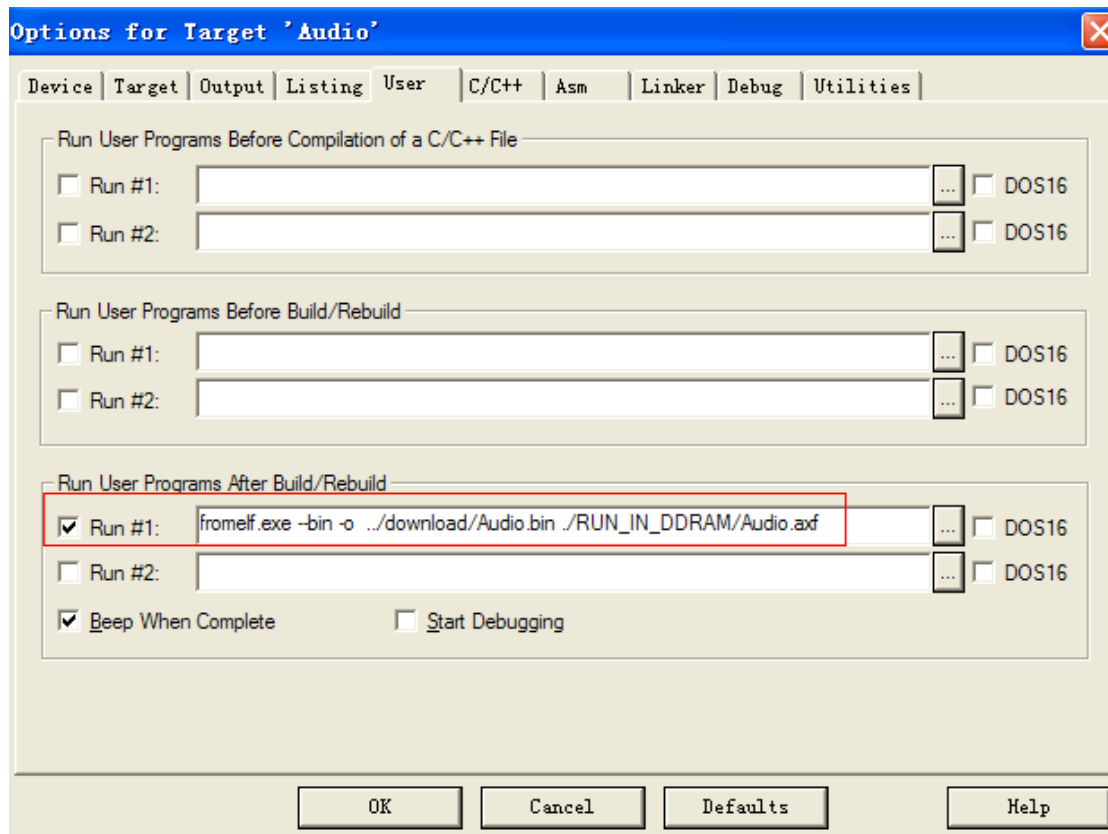 Options for Target 'Audio'
Device Target Output Listing User C/C++ Asm Linker Debug Utilities
Run User Programs Before Compilation of a C/C++ File
Run #1: ... DOS16
Run #2: ... DOS16
Run User Programs Before Build/Rebuild
Run #1: ... DOS16
Run #2: ... DOS16
Run User Programs After Build/Rebuild
Run #1: fromelf.exe --bin -o ../download/Audio.bin ./RUN_IN_DDRAM/Audio.axf ... DOS16
Run #2: ... DOS16
Beep When Complete Start Debugging
OK Cancel Defaults Help